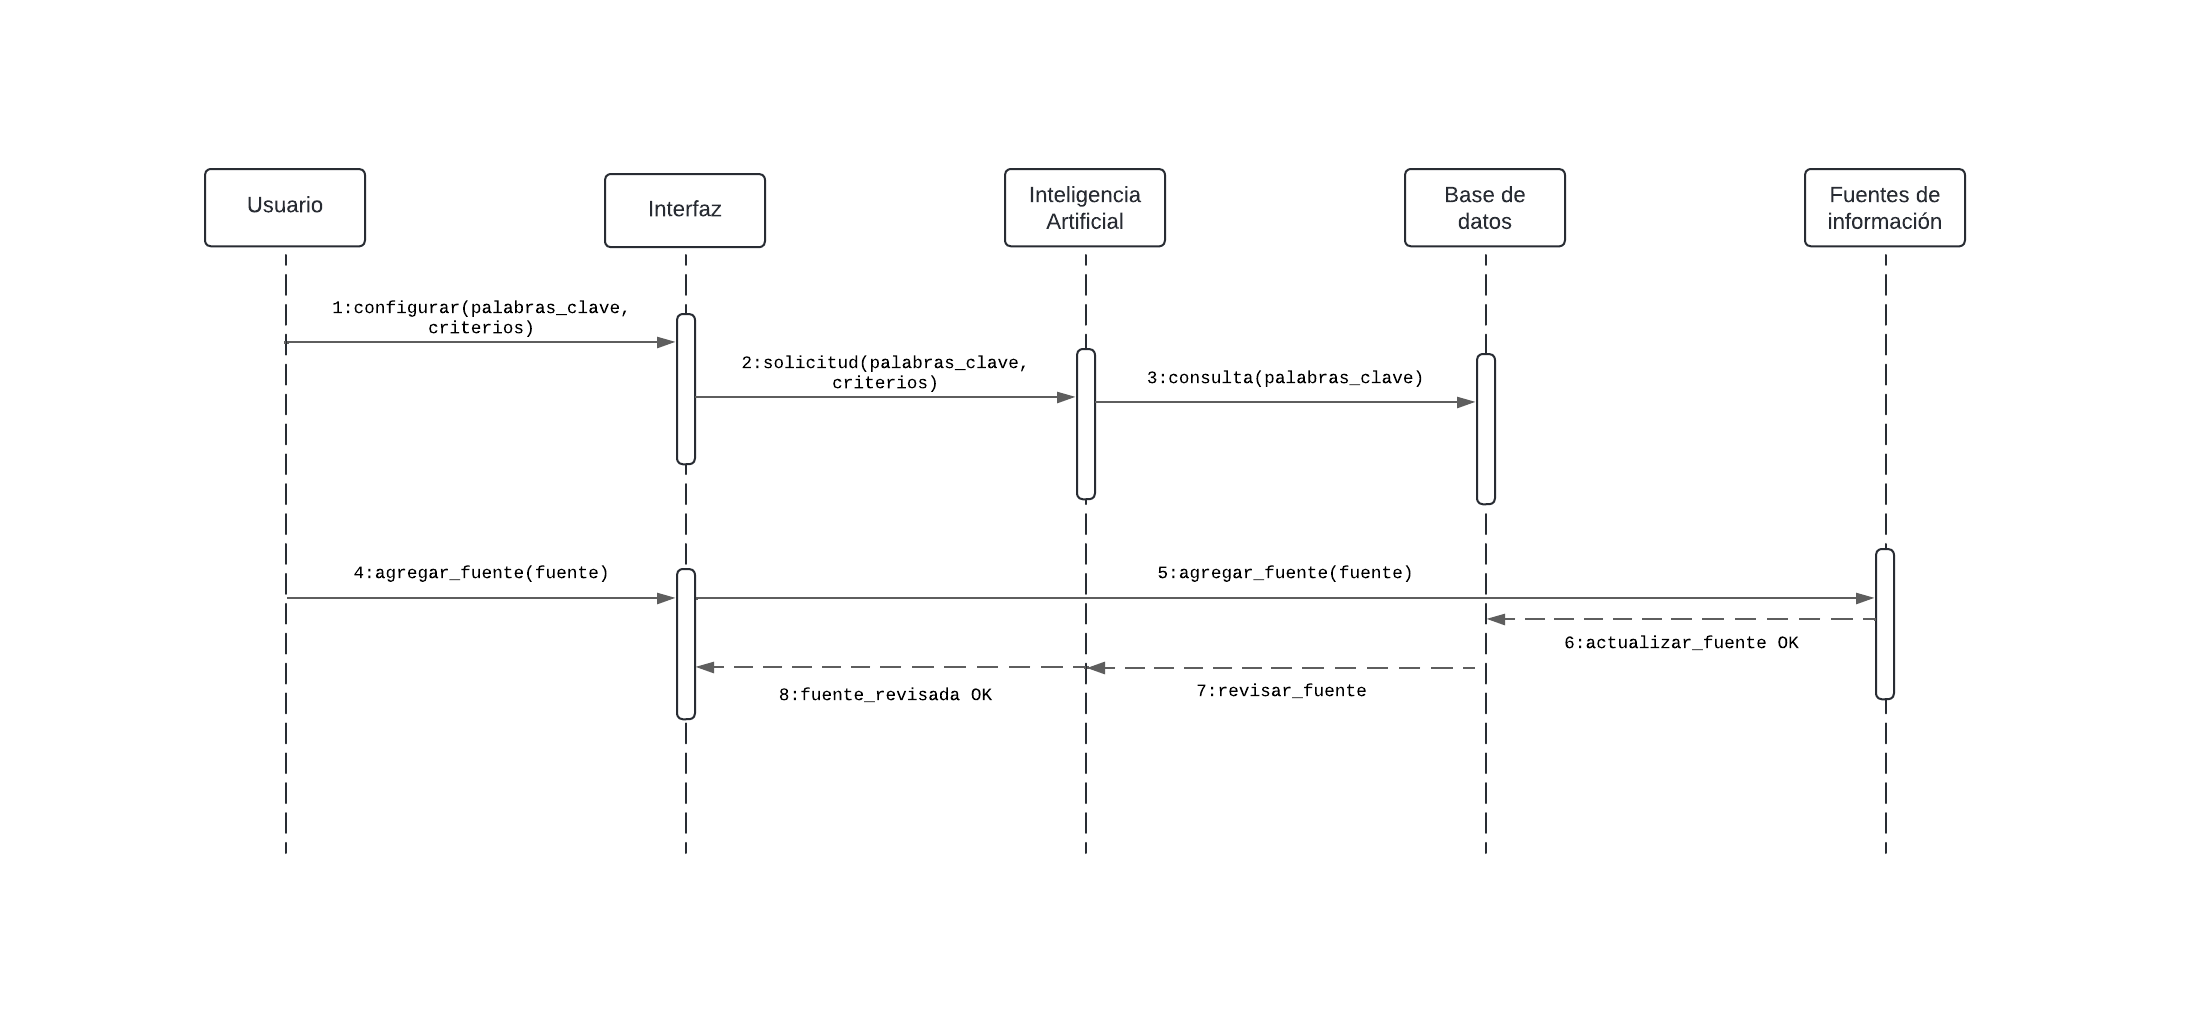 Usuario
Interfaz
Inteligencia
Artificial
Base de
datos
Fuentes de
información
1:configurar(palabras_clave,
criterios)
2:solicitud(palabras_clave,
criterios)
3:consulta(palabras_clave)
4:agregar_fuente(fuente)
5:agregar_fuente(fuente)
6:actualizar_fuente OK
7:revisar_fuente
8:fuente_revisada OK